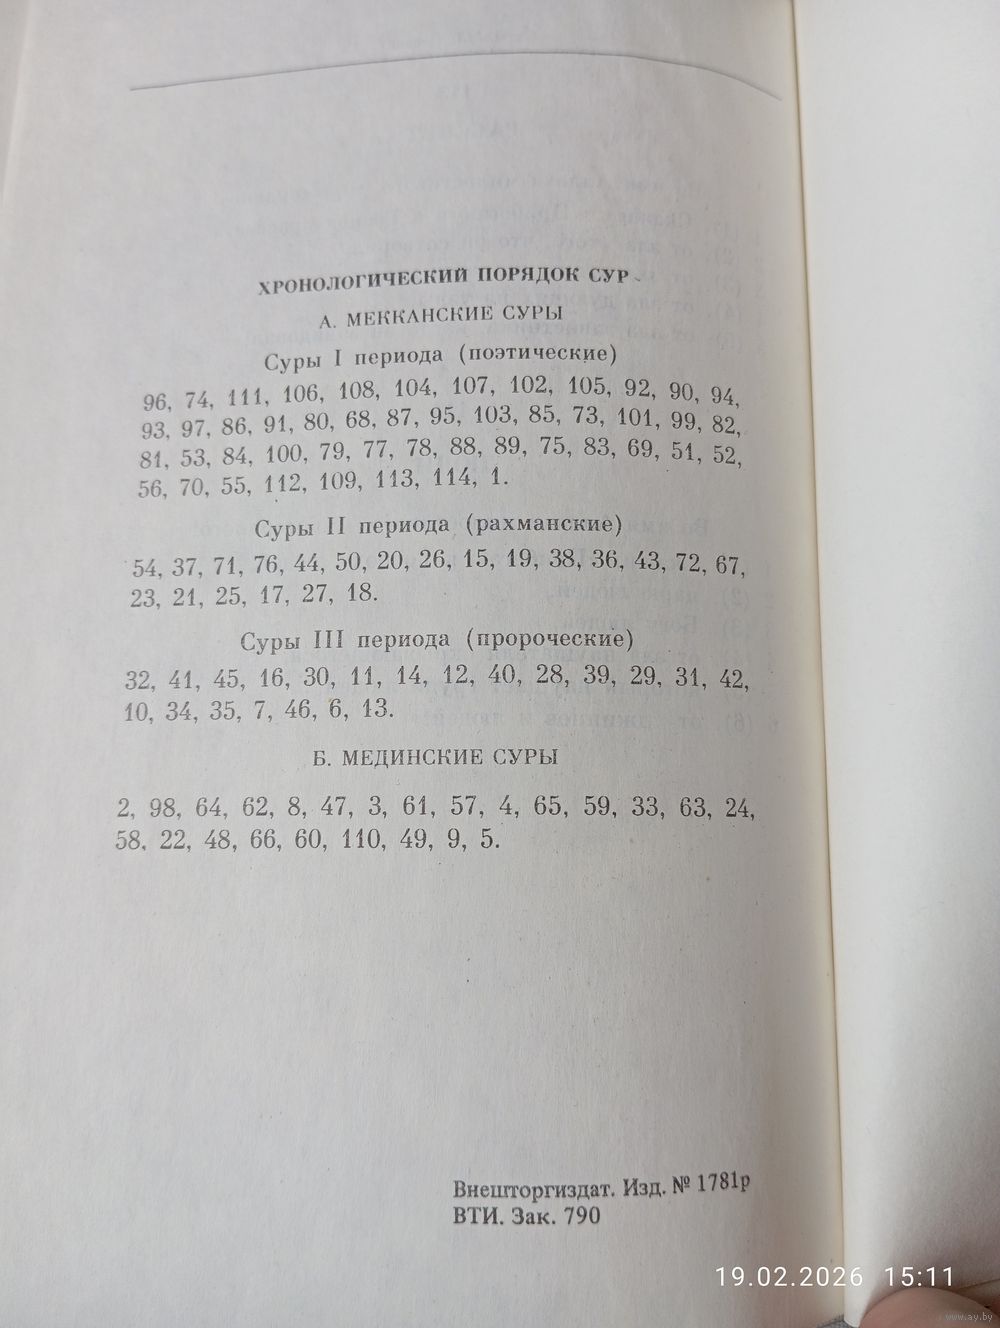 ХРОНОЛОГИЧЕСКИЙ ПОРЯДОК СУР
А. МЕККАНСКИЕ СУРЫ
Суры I периода (поэтические)
96, 74, 111, 106, 108, 104, 107, 102, 105, 92, 90, 94,
93, 97, 86, 91, 80, 68, 87, 95, 103, 85, 73, 101, 99, 82,
81, 53, 84, 100, 79, 77, 78, 88, 89, 75, 83, 69, 51, 52,
56, 70, 55, 112, 109, 113, 114, 1.
Суры II периода (рахманские)
54, 37, 71, 76, 44, 50, 20, 26, 15, 19, 38, 36, 43, 72, 67,
23, 21, 25, 17, 27, 18.
Суры III периода (пророческие)
32, 41, 45, 16, 30, 11, 14, 12, 40, 28, 39, 29, 31, 42,
10, 34, 35, 7, 46, 6, 13.
Б. МЕДИНСКИЕ СУРЫ
2, 98, 64, 62, 8, 47, 3, 61, 57, 4, 65, 59, 33, 63, 24,
58, 22, 48, 66, 60, 110, 49, 9, 5.
Внешторгиздат. Изд. № 1781р
ВТИ. Зак. 790
19.02.2026 15:11
www.ay.by